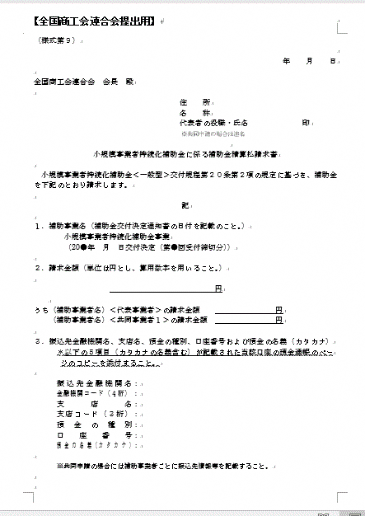 【全国商工会連合会提出用】
(様式第9)
年　月　日
全国商工会連合会　会長　殿
住　所
名　称
代表者の役職・氏名　　印
※共同申請の場合は連名
小規模事業者持続化補助金に係る補助金精算払請求書
小規模事業者持続化補助金<一般型>交付規程第20条第2項の規定に基づき、補助金
を下記のとおり請求します。
記
1．補助事業名(補助金交付決定通知書の日付を記載のこと。)
小規模事業者持続化補助金事業
(20●年　月　日交付決定(第●回受付締切分))
2．請求金額(単位は円とし、算用数字を用いること。)
円
うち(補助事業者名)<代表事業者>の請求金額　　円
(補助事業者名)<共同事業者1>の請求金額　　円
3．振込先金融機関名、支店名、預金の種別、口座番号および預金の名義(カタカナ)
※以下の8項目(カタカナの名義含む)が記載された当該口座の預金通帳のペー
ジのコピーを添付すること。
振込先金融機関名：
金融機関コード(4桁)：
支店名：
支店コード(3桁)：
預金の種別：
口座番号：
預金の名義(カタカナ)：
※共同申請の場合には補助事業者ごとに振込先情報等を記載すること。